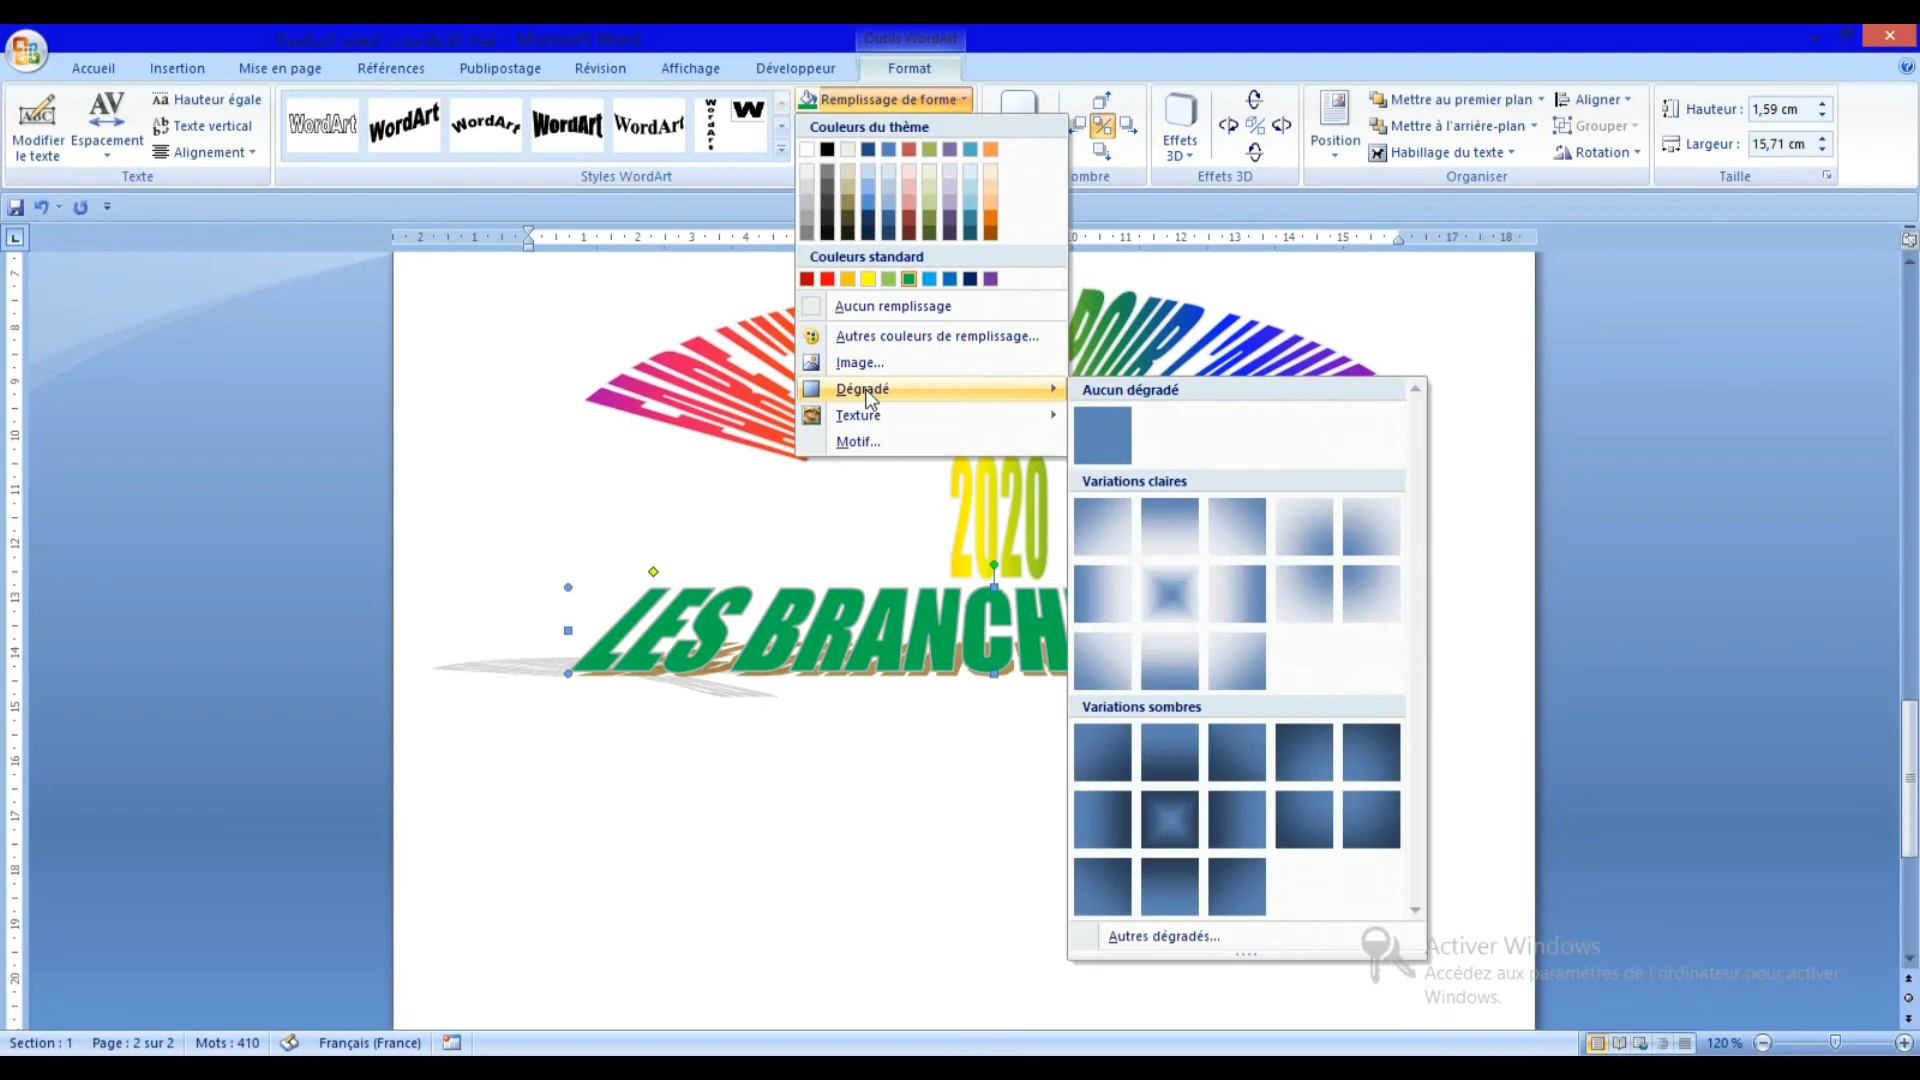 Microsoft Word
Outils WordArt
Accueil
Insertion
Mise en page
Références
Publipostage
Révision
Affichage
Développeur
Format
Modifier
le texte
Espacement
Hauteur égale
Texte vertical
Alignement
Texte
WordArt WordArt WordArt WordArt WordArt WordArt W
Styles WordArt
Remplissage de forme
Effets
3D
Effets 3D
Position
Mettre au premier plan
Mettre à l'arrière-plan
Habillage du texte
Aligner
Grouper
Rotation
Organiser
Hauteur : 1,59 cm
Largeur : 15,71 cm
Taille
Couleurs du thème
Couleurs standard
Aucun remplissage
Autres couleurs de remplissage...
Image...
Dégradé
Texture
Motif...
Aucun dégradé
Variations claires
Variations sombres
Autres dégradés...
POUR L'
2020
LES BRANCH
Activer Windows
Accédez aux paramètres de l'ordinateur pour activer
Windows.
Section : 1
Page : 2 sur 2
Mots : 410
Français (France)
120 %